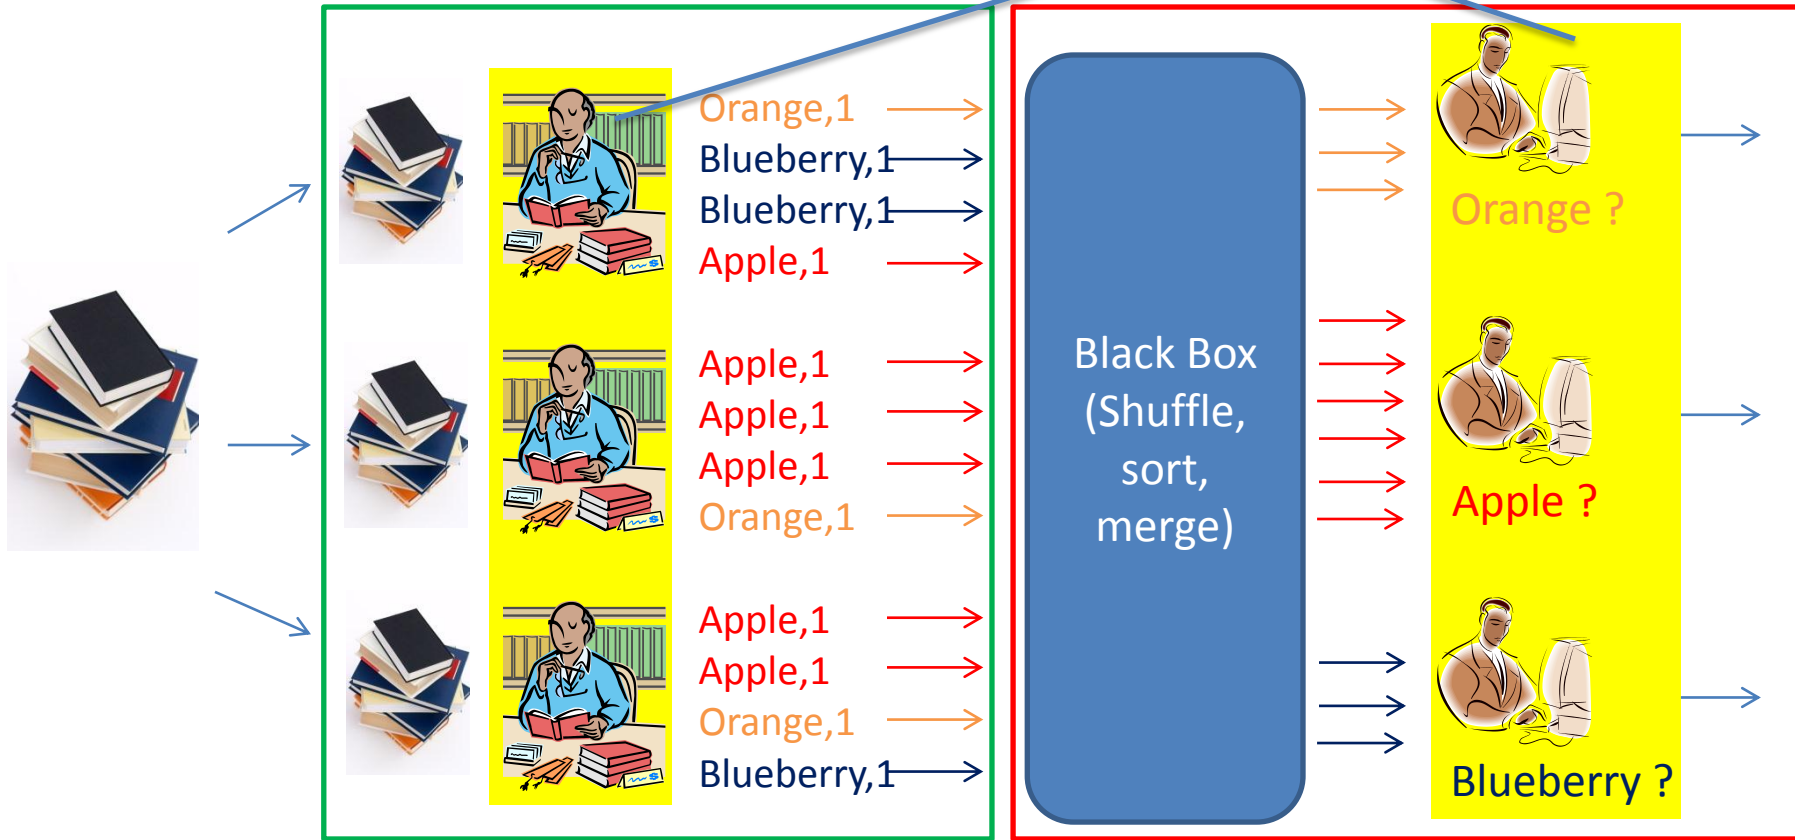 Orange,1
Blueberry,1
Blueberry,1
Apple,1
Apple,1
Apple,1
Apple,1
Orange,1
Apple,1
Apple,1
Orange,1
Blueberry,1
Black Box
(Shuffle,
sort,
merge)
Orange ?
Apple ?
Blueberry ?